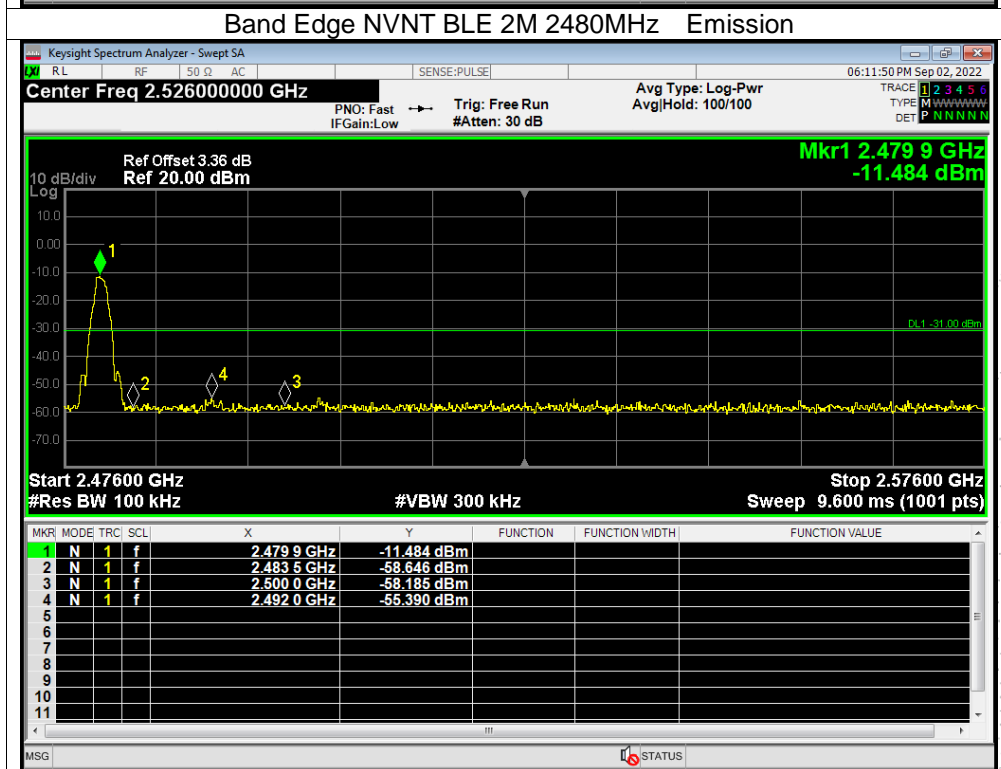 Band Edge NVNT BLE 2M 2480MHz Emission
Keysight Spectrum Analyzer - Swept SA
LXI RL RF 50 Ω AC SENSE:PULSE 06:11:50 PM Sep 02, 2022
Center Freq 2.526000000 GHz
PNO: Fast
IFGain:Low
Trig: Free Run
#Atten: 30 dB
Avg Type: Log-Pwr
Avg|Hold: 100/100
TRACE 1 2 3 4 5 6
TYPE M WWWWW
DET P N N N N N
Mkr1 2.479 9 GHz
-11.484 dBm
Ref Offset 3.36 dB
10 dB/div Ref 20.00 dBm
Log
10.0
0.00
-10.0
-20.0
-30.0
-40.0
-50.0
-60.0
-70.0
1
2
4
3
DL1 -31.00 dBm
Start 2.47600 GHz Stop 2.57600 GHz
#Res BW 100 kHz #VBW 300 kHz Sweep 9.600 ms (1001 pts)
MKR MODE TRC SCL X Y FUNCTION FUNCTION WIDTH FUNCTION VALUE
1 N 1 f 2.479 9 GHz -11.484 dBm
2 N 1 f 2.483 5 GHz -58.646 dBm
3 N 1 f 2.500 0 GHz -58.185 dBm
4 N 1 f 2.492 0 GHz -55.390 dBm
5
6
7
8
9
10
11
MSG STATUS